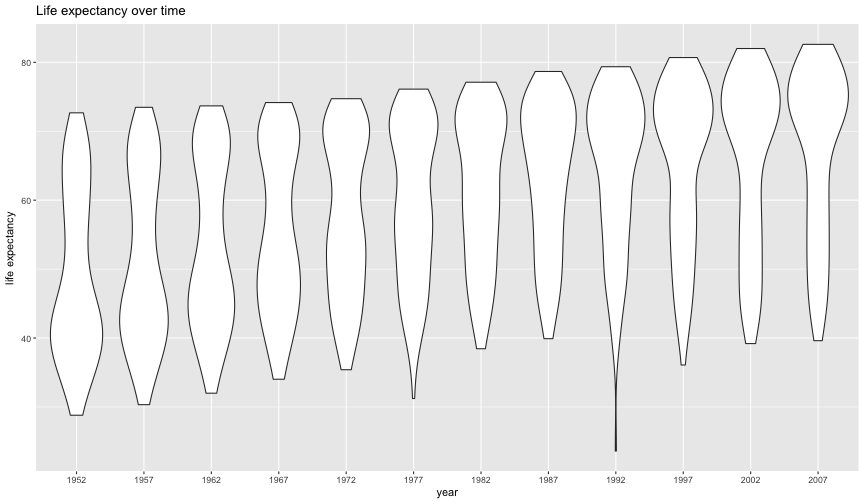 Life expectancy over time
80
60
40
life expectancy
1952 1957 1962 1967 1972 1977 1982 1987 1992 1997 2002 2007
year